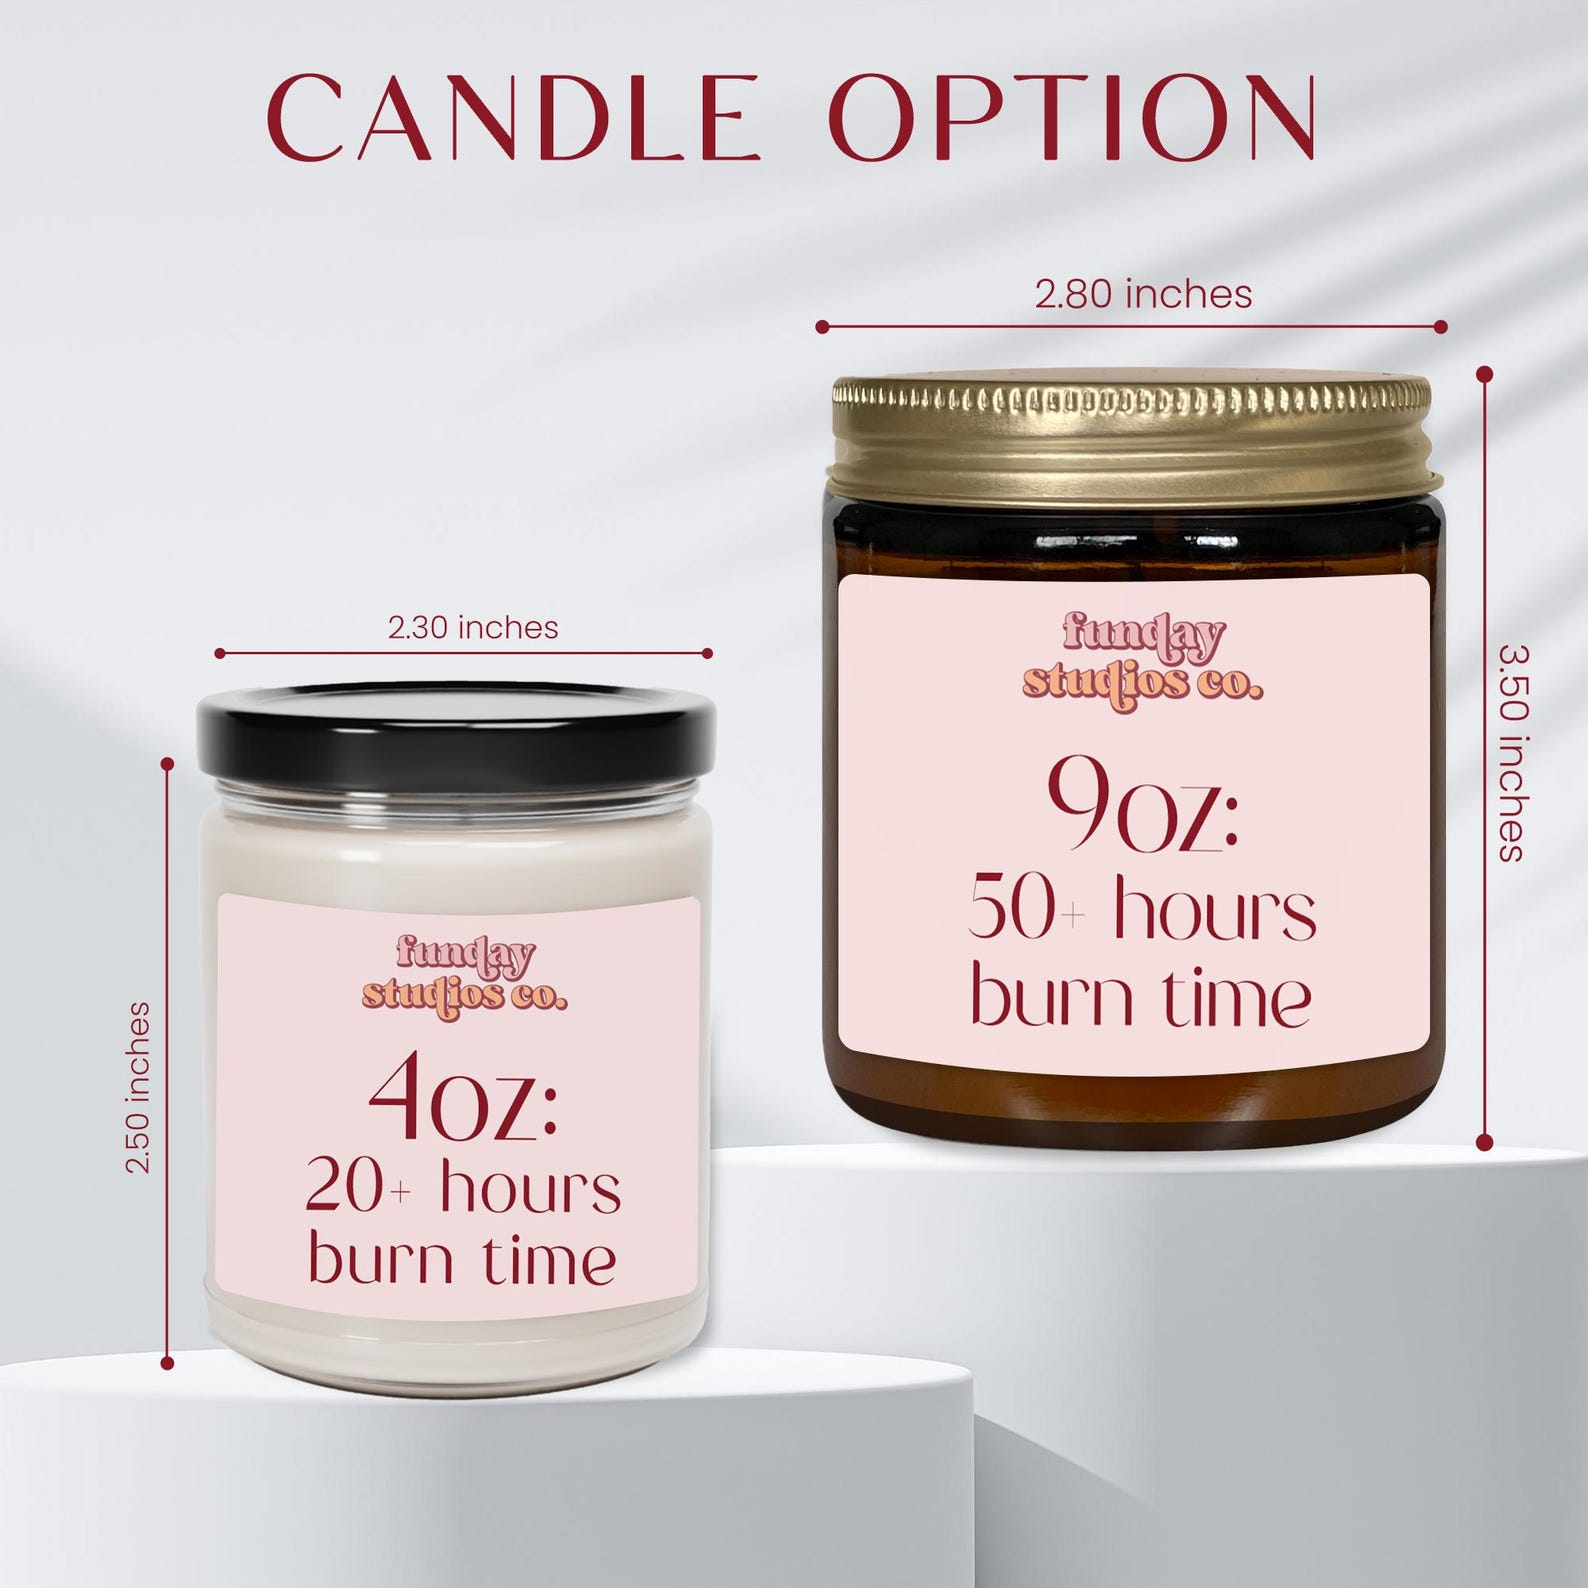 CANDLE OPTION
2.80 inches
3.50 inches
funday
studios co.
9oz:
50+ hours
burn time
2.30 inches
2.50 inches
funday
studios co.
4oz:
20+ hours
burn time